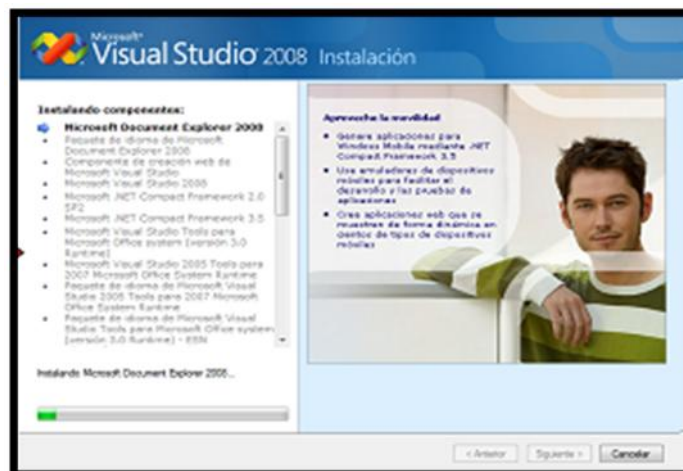 Microsoft®
Visual Studio® 2008 Instalación
Instalando componentes:
Microsoft Document Explorer 2008
Paquete de idioma de Microsoft
Document Explorer 2008
Componente de creación web de
Microsoft Visual Studio
Microsoft Visual Studio 2008
Microsoft .NET Compact Framework 2.0
SP2
Microsoft .NET Compact Framework 3.5
Microsoft Visual Studio Tools para
Microsoft Office system (versión 3.0
Runtime)
Microsoft Visual Studio 2005 Tools para
2007 Microsoft Office System Runtime
Paquete de idioma de Microsoft Visual
Studio 2005 Tools para 2007 Microsoft
Office System Runtime
Paquete de idioma de Microsoft Visual
Studio Tools para Microsoft Office system
(versión 3.0 Runtime) - ESN
Instalando Microsoft Document Explorer 2008...
Aproveche la movilidad
Genere aplicaciones para
Windows Mobile mediante .NET
Compact Framework 3.5
Use emuladores de dispositivos
móviles para facilitar el
desarrollo y las pruebas de
aplicaciones
Cree aplicaciones web que se
muestren de forma dinámica en
cientos de tipos de dispositivos
móviles
< Anterior
Siguiente >
Cancelar